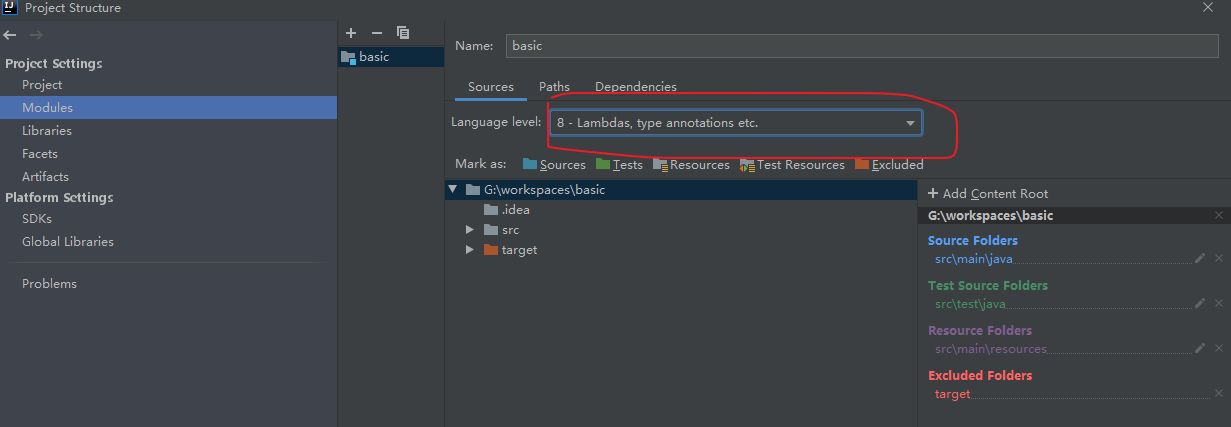 IJ Project Structure
Project Settings
Project
Modules
Libraries
Facets
Artifacts
Platform Settings
SDKs
Global Libraries
Problems
basic
Name: basic
Sources Paths Dependencies
Language level: 8 - Lambdas, type annotations etc.
Mark as: Sources Tests Resources Test Resources Excluded
G:\workspaces\basic
.idea
src
target
+ Add Content Root
G:\workspaces\basic
Source Folders
src\main\java
Test Source Folders
src\test\java
Resource Folders
src\main\resources
Excluded Folders
target